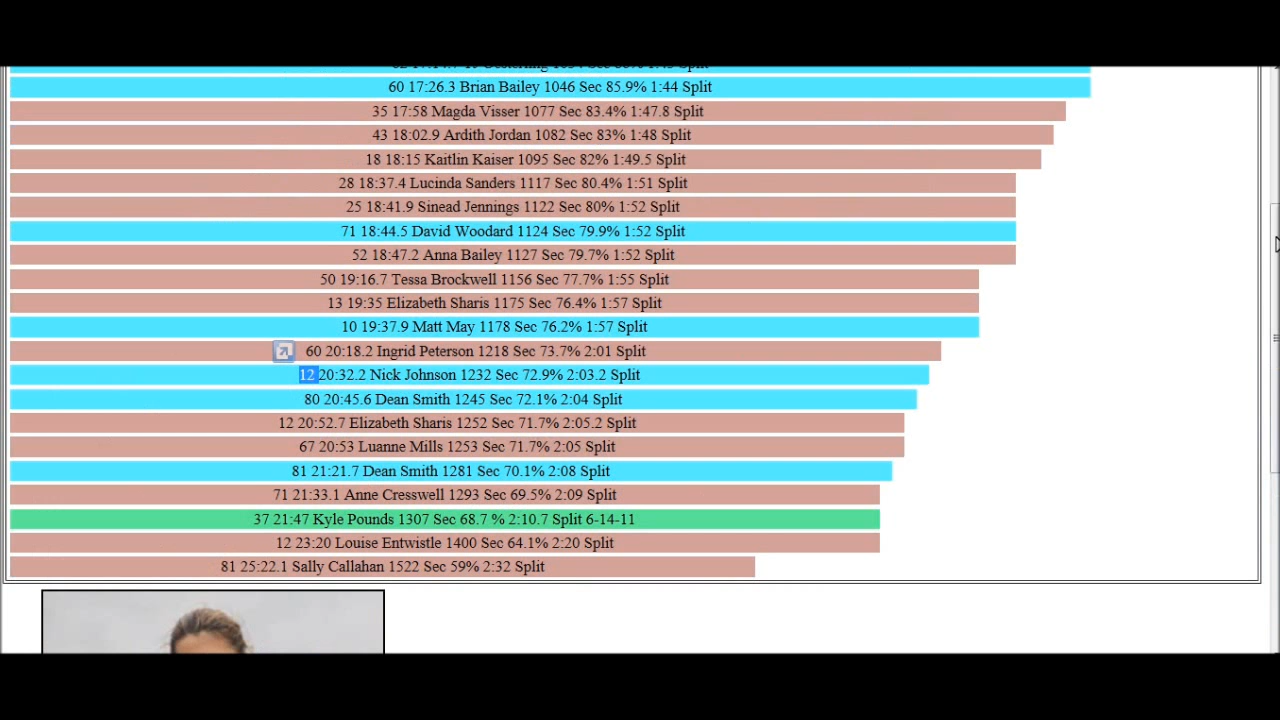 60 17:26.3 Brian Bailey 1046 Sec 85.9% 1:44 Split
35 17:58 Magda Visser 1077 Sec 83.4% 1:47.8 Split
43 18:02.9 Ardith Jordan 1082 Sec 83% 1:48 Split
18 18:15 Kaitlin Kaiser 1095 Sec 82% 1:49.5 Split
28 18:37.4 Lucinda Sanders 1117 Sec 80.4% 1:51 Split
25 18:41.9 Sinead Jennings 1122 Sec 80% 1:52 Split
71 18:44.5 David Woodard 1124 Sec 79.9% 1:52 Split
52 18:47.2 Anna Bailey 1127 Sec 79.7% 1:52 Split
50 19:16.7 Tessa Brockwell 1156 Sec 77.7% 1:55 Split
13 19:35 Elizabeth Sharis 1175 Sec 76.4% 1:57 Split
10 19:37.9 Matt May 1178 Sec 76.2% 1:57 Split
60 20:18.2 Ingrid Peterson 1218 Sec 73.7% 2:01 Split
12 20:32.2 Nick Johnson 1232 Sec 72.9% 2:03.2 Split
80 20:45.6 Dean Smith 1245 Sec 72.1% 2:04 Split
12 20:52.7 Elizabeth Sharis 1252 Sec 71.7% 2:05.2 Split
67 20:53 Luanne Mills 1253 Sec 71.7% 2:05 Split
81 21:21.7 Dean Smith 1281 Sec 70.1% 2:08 Split
71 21:33.1 Anne Cresswell 1293 Sec 69.5% 2:09 Split
37 21:47 Kyle Pounds 1307 Sec 68.7 % 2:10.7 Split 6-14-11
12 23:20 Louise Entwistle 1400 Sec 64.1% 2:20 Split
81 25:22.1 Sally Callahan 1522 Sec 59% 2:32 Split